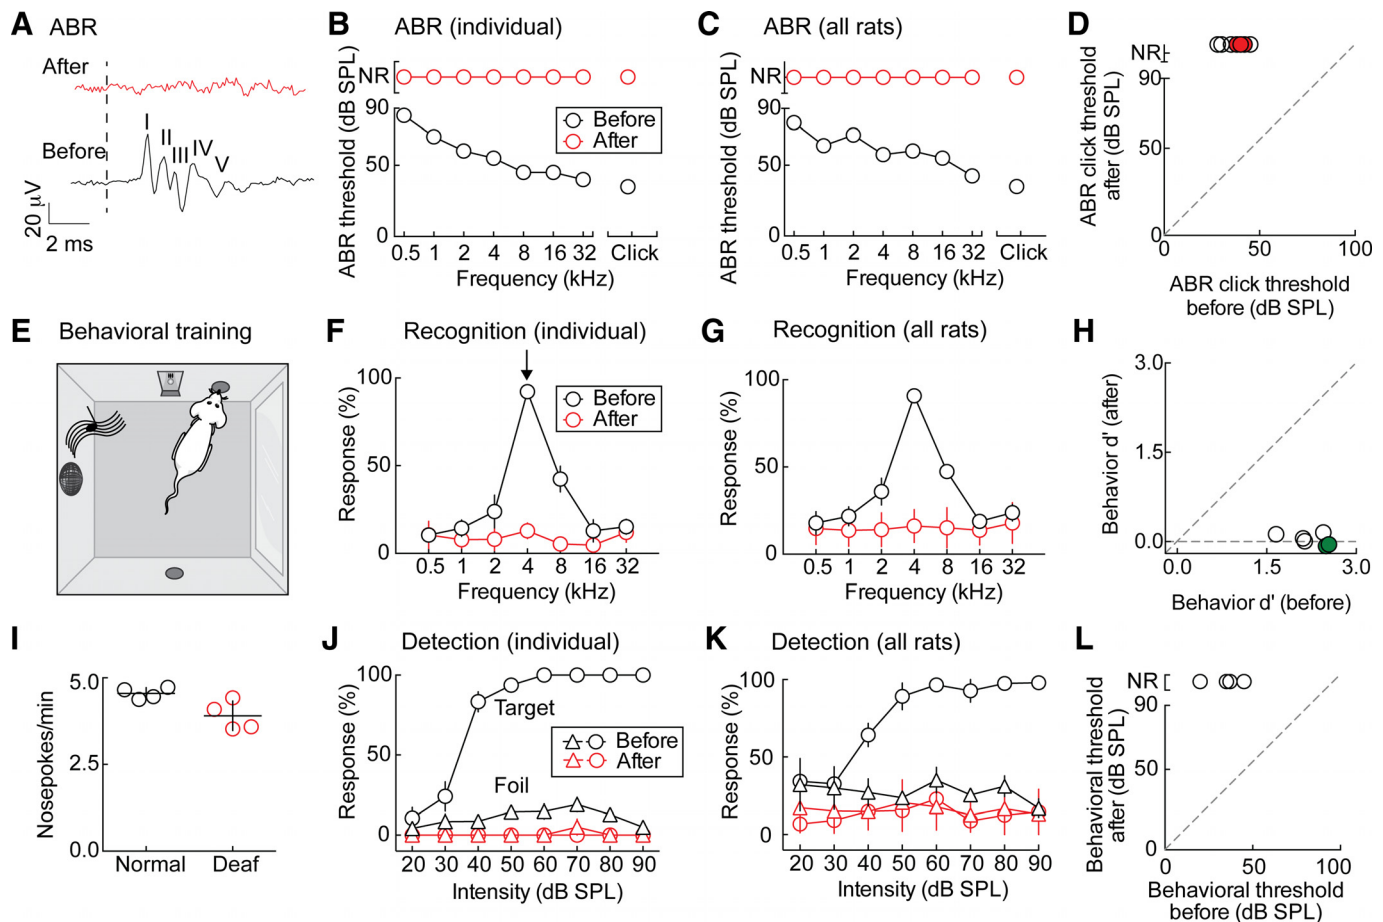 A ABR
After
Before
I
II
III
IV
V
20 µV
2 ms
B ABR (individual)
ABR threshold (dB SPL)
NR
90
50
0
Before
After
0.5 1 2 4 8 16 32 Click
Frequency (kHz)
C ABR (all rats)
ABR threshold (dB SPL)
NR
90
50
0
0.5 1 2 4 8 16 32 Click
Frequency (kHz)
D
ABR click threshold
after (dB SPL)
NR
90
50
0
0 50 100
ABR click threshold
before (dB SPL)
E Behavioral training
F Recognition (individual)
Response (%)
100
50
0
Before
After
0.5 1 2 4 8 16 32
Frequency (kHz)
G Recognition (all rats)
Response (%)
100
50
0
0.5 1 2 4 8 16 32
Frequency (kHz)
H
Behavior d' (after)
3.0
1.5
0.0
0.0 1.5 3.0
Behavior d' (before)
I
Nosepokes/min
5.0
2.5
0.0
Normal Deaf
J Detection (individual)
Response (%)
100
50
0
Target
Foil
Before
After
20 30 40 50 60 70 80 90
Intensity (dB SPL)
K Detection (all rats)
Response (%)
100
50
0
20 30 40 50 60 70 80 90
Intensity (dB SPL)
L
Behavioral threshold
after (dB SPL)
NR
90
50
0
0 50 100
Behavioral threshold
before (dB SPL)